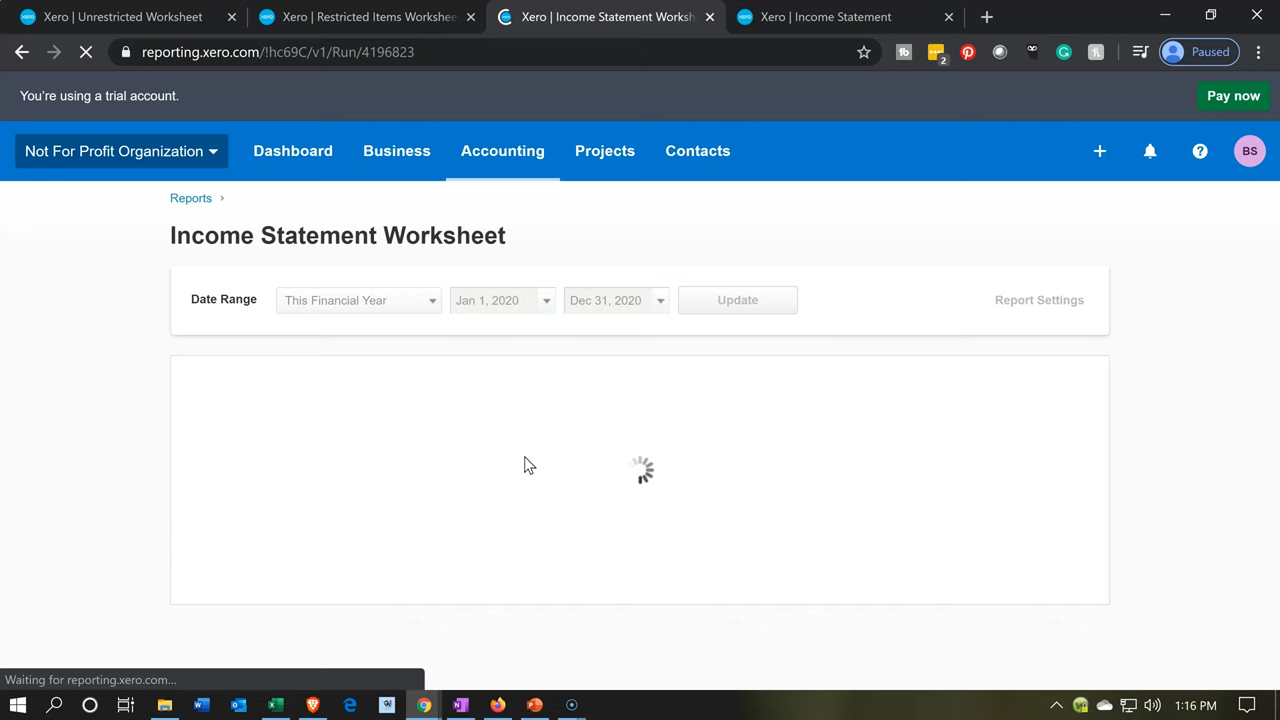 Xero | Unrestricted Worksheet
Xero | Restricted Items Workshee
Xero | Income Statement Worksh
Xero | Income Statement
reporting.xero.com/!hc69C/v1/Run/4196823
2
Paused
You're using a trial account.
Pay now
Not For Profit Organization
Dashboard
Business
Accounting
Projects
Contacts
BS
Reports
Income Statement Worksheet
Date Range
This Financial Year
Jan 1, 2020
Dec 31, 2020
Update
Report Settings
Waiting for reporting.xero.com...
1:16 PM